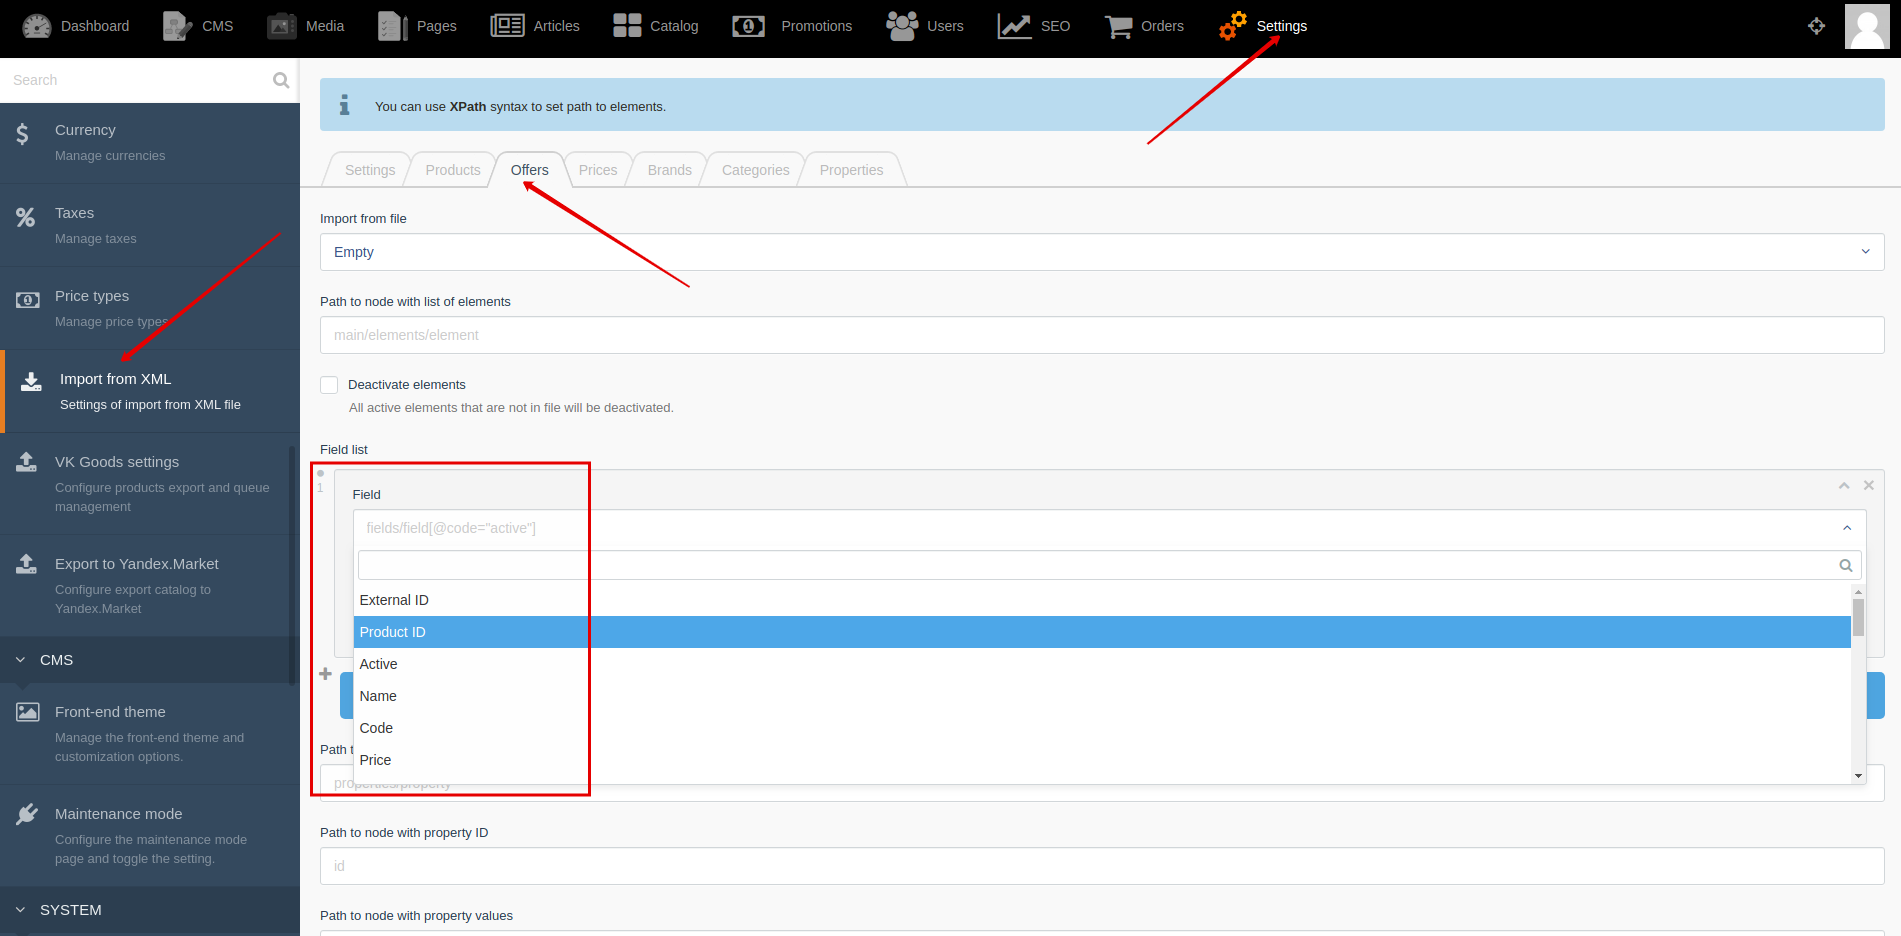 Dashboard
CMS
Media
Pages
Articles
Catalog
Promotions
Users
SEO
Orders
Settings
Search
Currency
Manage currencies
Taxes
Manage taxes
Price types
Manage price types
Import from XML
Settings of import from XML file
VK Goods settings
Configure products export and queue
management
Export to Yandex.Market
Configure export catalog to
Yandex.Market
CMS
Front-end theme
Manage the front-end theme and
customization options.
Maintenance mode
Configure the maintenance mode
page and toggle the setting.
SYSTEM
You can use XPath syntax to set path to elements.
Settings
Products
Offers
Prices
Brands
Categories
Properties
Import from file
Empty
Path to node with list of elements
main/elements/element
Deactivate elements
All active elements that are not in file will be deactivated.
Field list
1
Field
fields/field[@code="active"]
External ID
Product ID
Active
Name
Code
Price
Path t
properties/property
Path to node with property ID
id
Path to node with property values